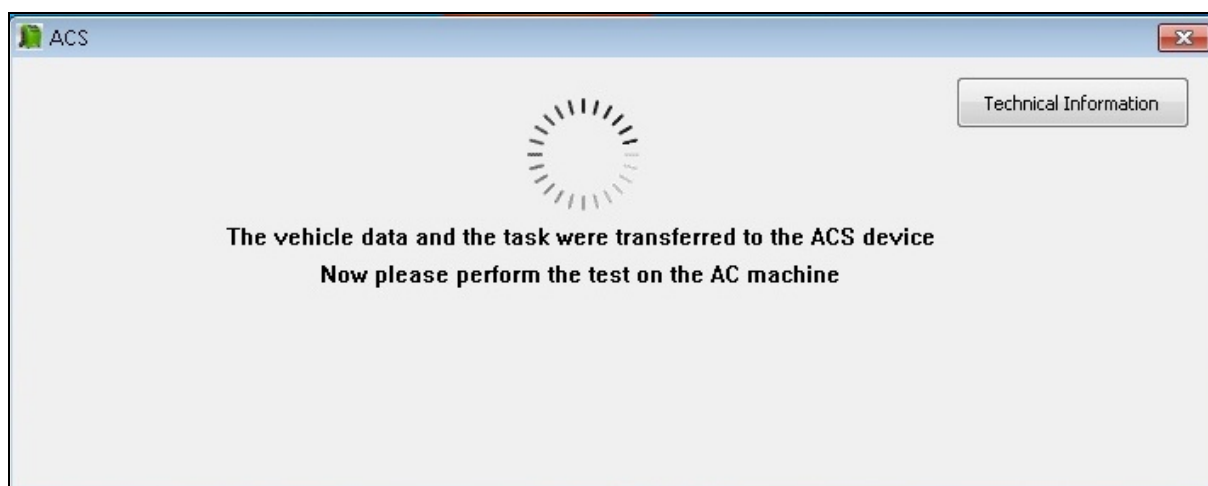 ACS
Technical Information
The vehicle data and the task were transferred to the ACS device
Now please perform the test on the AC machine